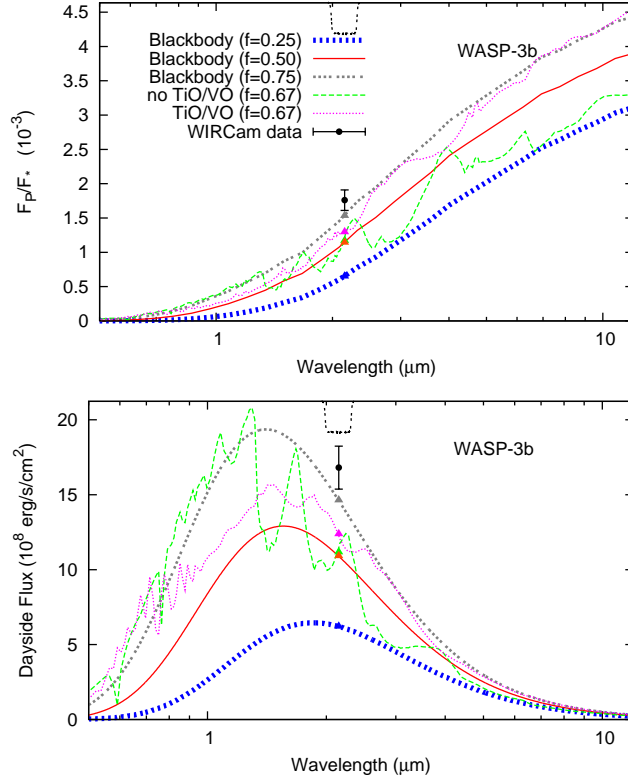 4.5
4
3.5
3
2.5
2
1.5
1
0.5
0
F_P/F_* (10^-3)
Blackbody (f=0.25)
Blackbody (f=0.50)
Blackbody (f=0.75)
no TiO/VO (f=0.67)
TiO/VO (f=0.67)
WIRCam data
WASP-3b
1 10
Wavelength (μm)
20
15
10
5
0
Dayside Flux (10^8 erg/s/cm^2)
WASP-3b
1 10
Wavelength (μm)